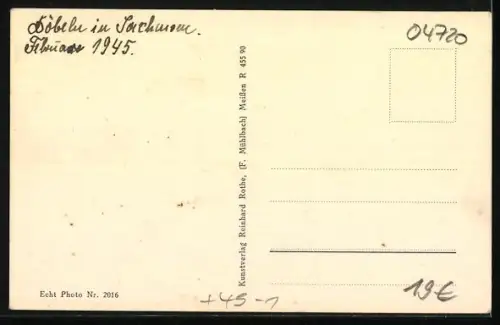 Döbeln in Sachsen.
Februar 1945.
04720
Kunstverlag Reinhard Rothe, (F. Mühlbach) Meißen R 455 90
Echt Photo Nr. 2016
+45-1
19€